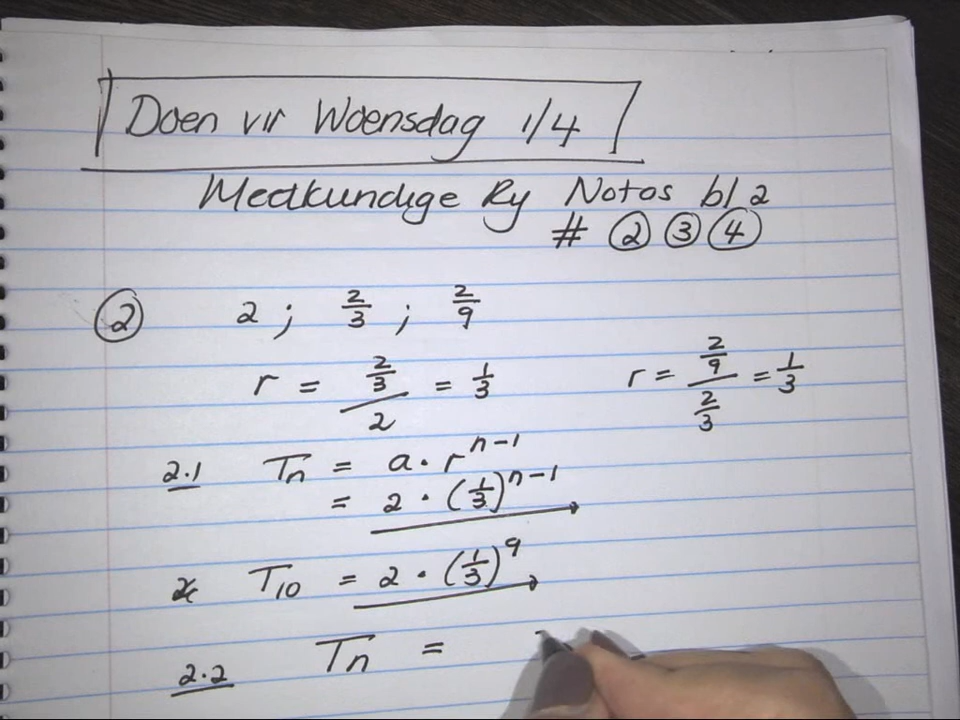 Doen vir Woensdag 1/4
Meetkundige Ry Notas bl 2
# ② ③ ④
② 2 ; 2/3 ; 2/9
r = (2/3)/2 = 1/3 r = (2/9)/(2/3) = 1/3
2.1 Tn = a · r^(n-1)
= 2 · (1/3)^(n-1)
T10 = 2 · (1/3)^9
2.2 Tn =